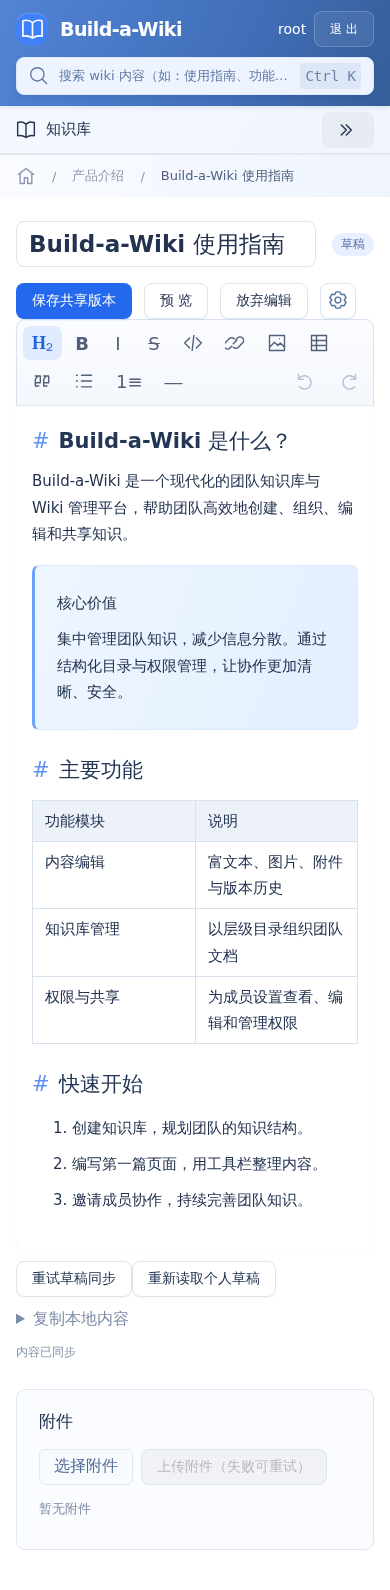 Build-a-Wiki
root
退 出
搜索 wiki 内容（如：使用指南、功能...
Ctrl K
知识库
/ 产品介绍 / Build-a-Wiki 使用指南
Build-a-Wiki 使用指南
草稿
保存共享版本
预 览
放弃编辑
H₂ B I S
1≡ —
# Build-a-Wiki 是什么？
Build-a-Wiki 是一个现代化的团队知识库与
Wiki 管理平台，帮助团队高效地创建、组织、编
辑和共享知识。
核心价值
集中管理团队知识，减少信息分散。通过
结构化目录与权限管理，让协作更加清
晰、安全。
# 主要功能
功能模块
说明
内容编辑
富文本、图片、附件
与版本历史
知识库管理
以层级目录组织团队
文档
权限与共享
为成员设置查看、编
辑和管理权限
# 快速开始
1. 创建知识库，规划团队的知识结构。
2. 编写第一篇页面，用工具栏整理内容。
3. 邀请成员协作，持续完善团队知识。
重试草稿同步
重新读取个人草稿
复制本地内容
内容已同步
附件
选择附件
上传附件（失败可重试）
暂无附件